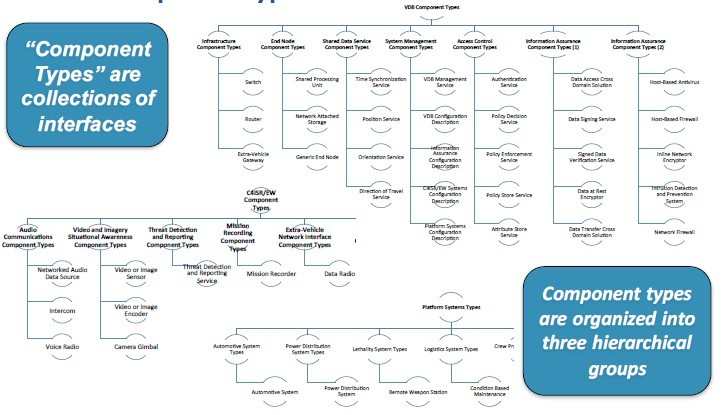 VDB Component Types
"Component
Types" are
collections of
interfaces
Infrastructure
Component Types
End Node
Component Types
Shared Data Service
Component Types
System Management
Component Types
Access Control
Component Types
Information Assurance
Component Types (1)
Information Assurance
Component Types (2)
Switch
Router
Extra-Vehicle
Gateway
Shared Processing
Unit
Network Attached
Storage
Generic End Node
Time Synchronization
Service
Position Service
Orientation Service
Direction of Travel
Service
VDB Management
Service
VDB Configuration
Description
Information
Assurance
Configuration
Description
C4ISR/EW Systems
Configuration
Description
Platform Systems
Configuration
Description
Authentication
Service
Policy Decision
Service
Policy Enforcement
Service
Policy Store Service
Attribute Store
Service
Data Access Cross
Domain Solution
Data Signing Service
Signed Data
Verification Service
Data at Rest
Encryptor
Data Transfer Cross
Domain Solution
Host-Based Antivirus
Host-Based Firewall
Inline Network
Encryptor
Intrusion Detection
and Prevention
System
Network Firewall
C4ISR/EW
Component
Types
Audio
Communications
Component Types
Video and Imagery
Situational Awareness
Component Types
Threat Detection
and Reporting
Component Types
Mission
Recording
Component
Types
Extra-Vehicle
Network Interface
Component Types
Networked Audio
Data Source
Intercom
Voice Radio
Video or Image
Sensor
Video or Image
Encoder
Camera Gimbal
Threat Detection
and Reporting
Service
Mission Recorder
Data Radio
Platform Systems Types
Automotive System
Types
Power Distribution
System Types
Lethality System Types
Logistics System Types
Crew
Automotive System
Power Distribution
System
Remote Weapon Station
Condition Based
Maintenance
Component types
are organized into
three hierarchical
groups